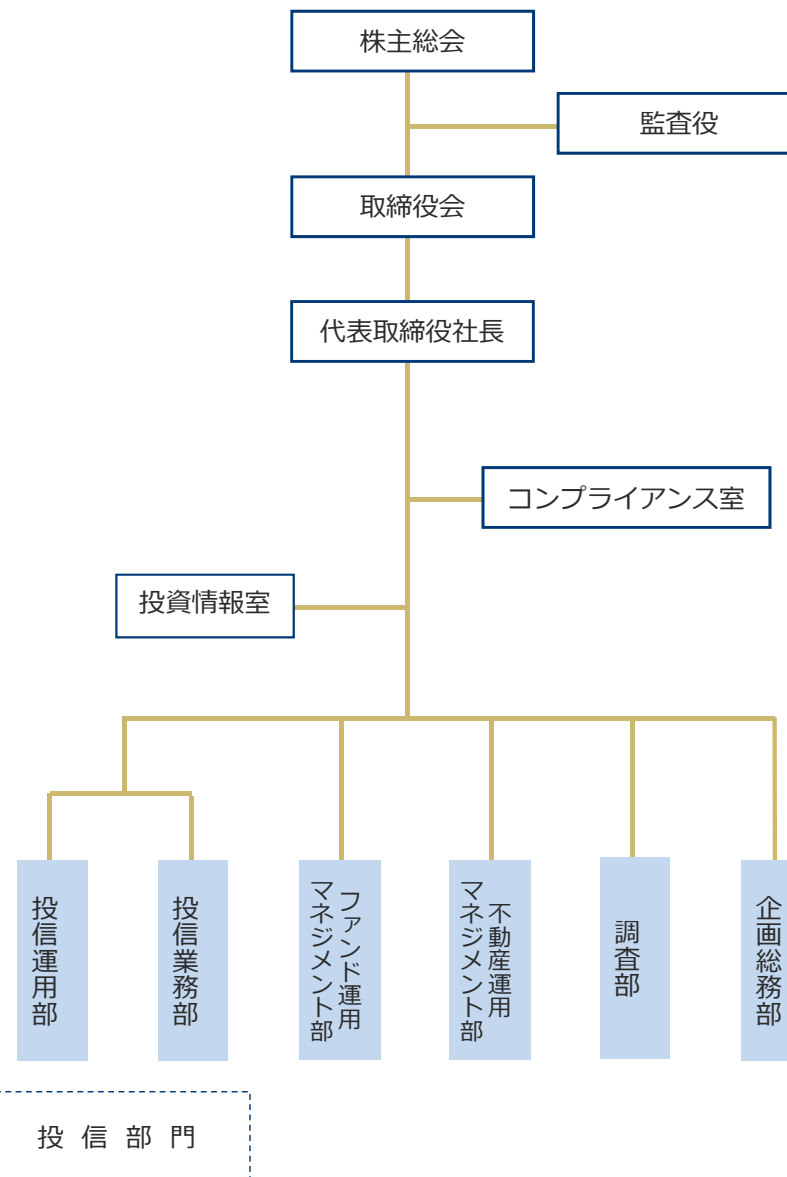 株主総会
監査役
取締役会
代表取締役社長
コンプライアンス室
投資情報室
投信運用部
投信業務部
ファンド運用
マネジメント部
不動産運用
マネジメント部
調査部
企画総務部
投信部門